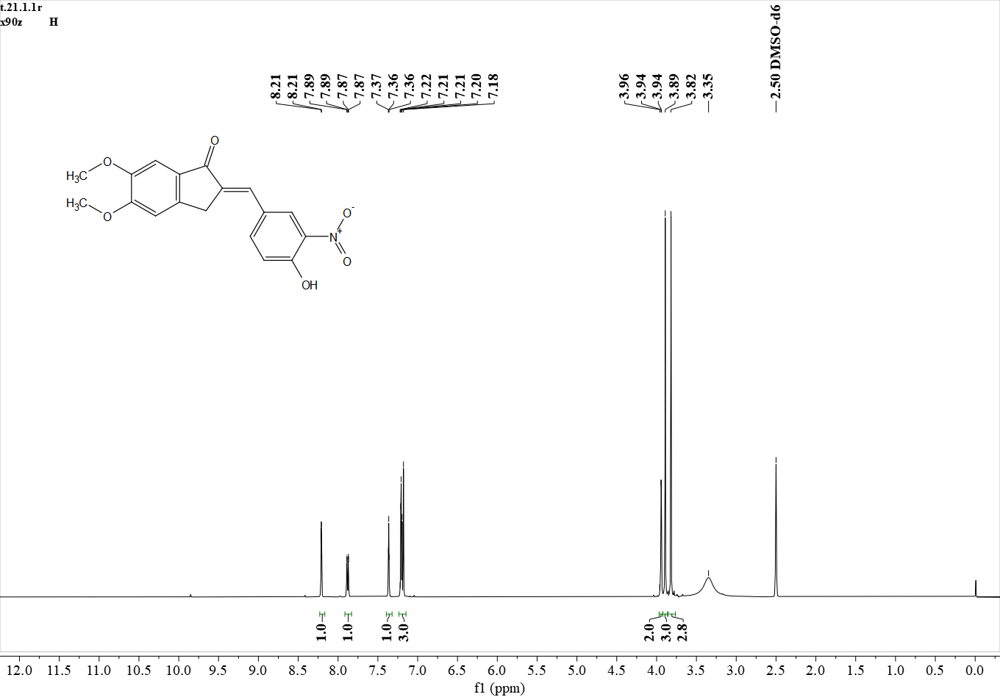 t.21.1.1r
x90z H
8.21
8.21
7.89
7.89
7.87
7.87
7.37
7.36
7.36
7.22
7.21
7.21
7.20
7.18
3.96
3.94
3.94
3.89
3.82
3.35
2.50 DMSO-d6
O
H3C
O
H3C
O
O-
N+
O
OH
1.0
1.0
1.0
3.0
2.0
3.0
2.8
12.0 11.5 11.0 10.5 10.0 9.5 9.0 8.5 8.0 7.5 7.0 6.5 6.0 5.5 5.0 4.5 4.0 3.5 3.0 2.5 2.0 1.5 1.0 0.5 0.0
f1 (ppm)